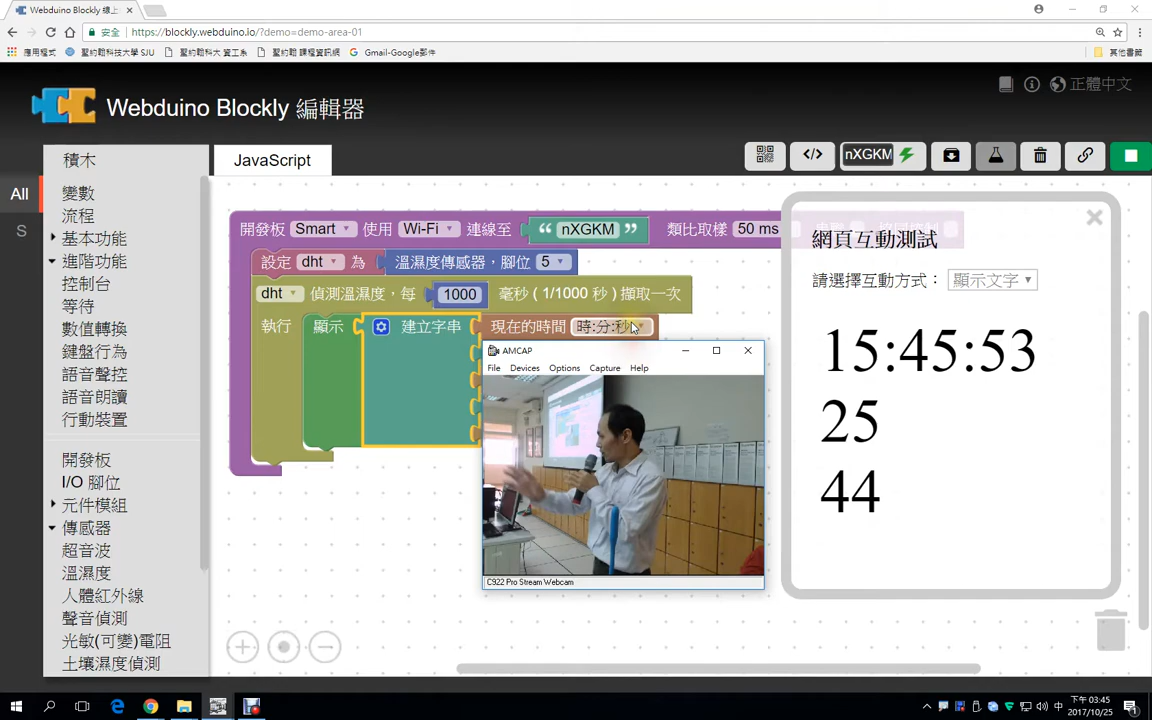 Webduino Blockly 線上
安全
https://blockly.webduino.io/?demo=demo-area-01
應用程式
聖約翰科技大學 SJU
聖約翰科大 資工系
聖約翰 課程資訊網
Gmail-Google郵件
其他書籤
Webduino Blockly 編輯器
正體中文
積木
JavaScript
</>
nXGKM
All
變數
S
流程
基本功能
進階功能
控制台
等待
數值轉換
鍵盤行為
語音聲控
語音朗讀
行動裝置
開發板
I/O 腳位
元件模組
傳感器
超音波
溫濕度
人體紅外線
聲音偵測
光敏(可變)電阻
土壤濕度偵測
開發板 Smart 使用 Wi-Fi 連線至 “ nXGKM ” 類比取樣 50 ms
設定 dht 為 溫濕度傳感器，腳位 5
dht 偵測溫濕度，每 1000 毫秒 ( 1/1000 秒 ) 擷取一次
執行 顯示 建立字串 現在的時間 時:分:秒
AMCAP
File Devices Options Capture Help
C922 Pro Stream Webcam
網頁互動測試
請選擇互動方式： 顯示文字
15:45:53
25
44
中
下午 03:45
2017/10/25